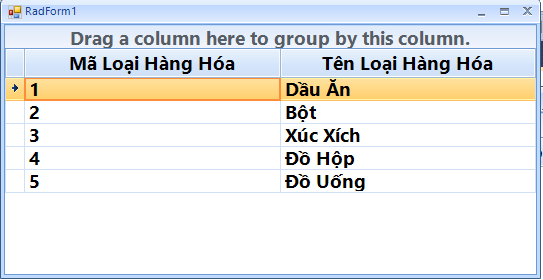 RadForm1
Drag a column here to group by this column.
Mã Loại Hàng Hóa Tên Loại Hàng Hóa
1 Dầu Ăn
2 Bột
3 Xúc Xích
4 Đồ Hộp
5 Đồ Uống